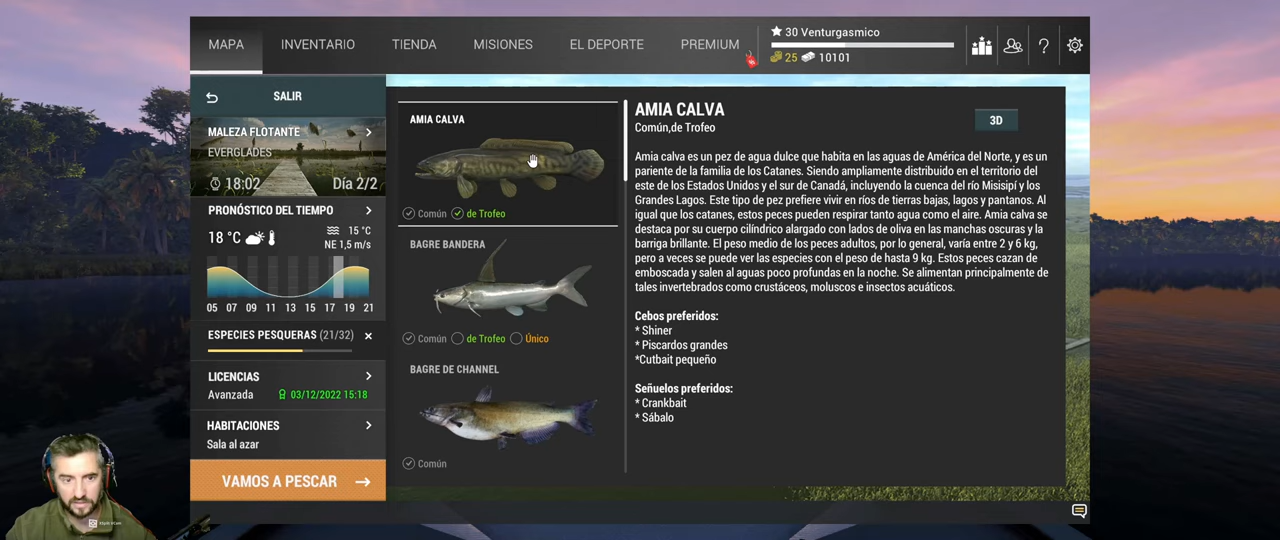 MAPA
INVENTARIO
TIENDA
MISIONES
EL DEPORTE
PREMIUM
30 Venturgasmico
25 10101
?
SALIR
MALEZA FLOTANTE
EVERGLADES
18:02 Día 2/2
PRONÓSTICO DEL TIEMPO
18 °C
15 °C
NE 1,5 m/s
05 07 09 11 13 15 17 19 21
ESPECIES PESQUERAS (21/32)
LICENCIAS
Avanzada 03/12/2022 15:18
HABITACIONES
Sala al azar
VAMOS A PESCAR
AMIA CALVA
Común de Trofeo
BAGRE BANDERA
Común de Trofeo Único
BAGRE DE CHANNEL
Común
AMIA CALVA
Común,de Trofeo
3D
Amia calva es un pez de agua dulce que habita en las aguas de América del Norte, y es un
pariente de la familia de los Catanes. Siendo ampliamente distribuido en el territorio del
este de los Estados Unidos y el sur de Canadá, incluyendo la cuenca del río Misisipí y los
Grandes Lagos. Este tipo de pez prefiere vivir en ríos de tierras bajas, lagos y pantanos. Al
igual que los catanes, estos peces pueden respirar tanto agua como el aire. Amia calva se
destaca por su cuerpo cilíndrico alargado con lados de oliva en las manchas oscuras y la
barriga brillante. El peso medio de los peces adultos, por lo general, varía entre 2 y 6 kg,
pero a veces se puede ver las especies con el peso de hasta 9 kg. Estos peces cazan de
emboscada y salen al aguas poco profundas en la noche. Se alimentan principalmente de
tales invertebrados como crustáceos, moluscos e insectos acuáticos.
Cebos preferidos:
* Shiner
* Piscardos grandes
*Cutbait pequeño
Señuelos preferidos:
* Crankbait
* Sábalo